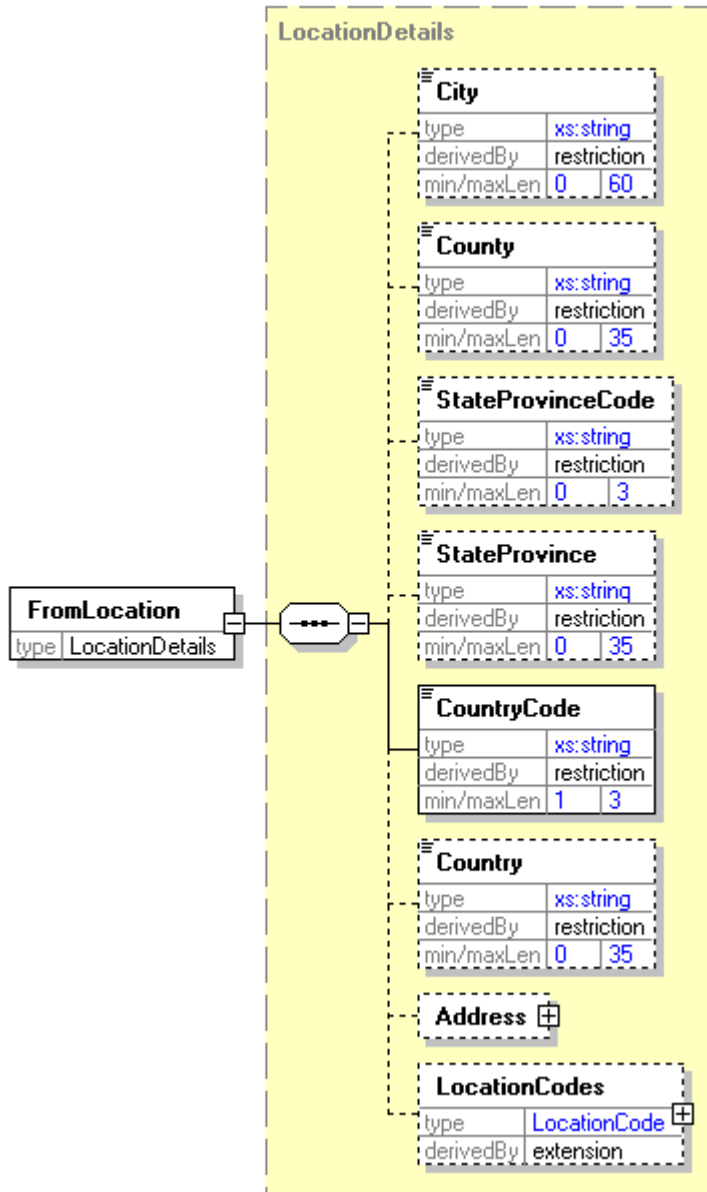 LocationDetails
City
type xs:string
derivedBy restriction
min/maxLen 0 60
County
type xs:string
derivedBy restriction
min/maxLen 0 35
StateProvinceCode
type xs:string
derivedBy restriction
min/maxLen 0 3
StateProvince
type xs:string
derivedBy restriction
min/maxLen 0 35
FromLocation
type LocationDetails
CountryCode
type xs:string
derivedBy restriction
min/maxLen 1 3
Country
type xs:string
derivedBy restriction
min/maxLen 0 35
Address
LocationCodes
type LocationCode
derivedBy extension